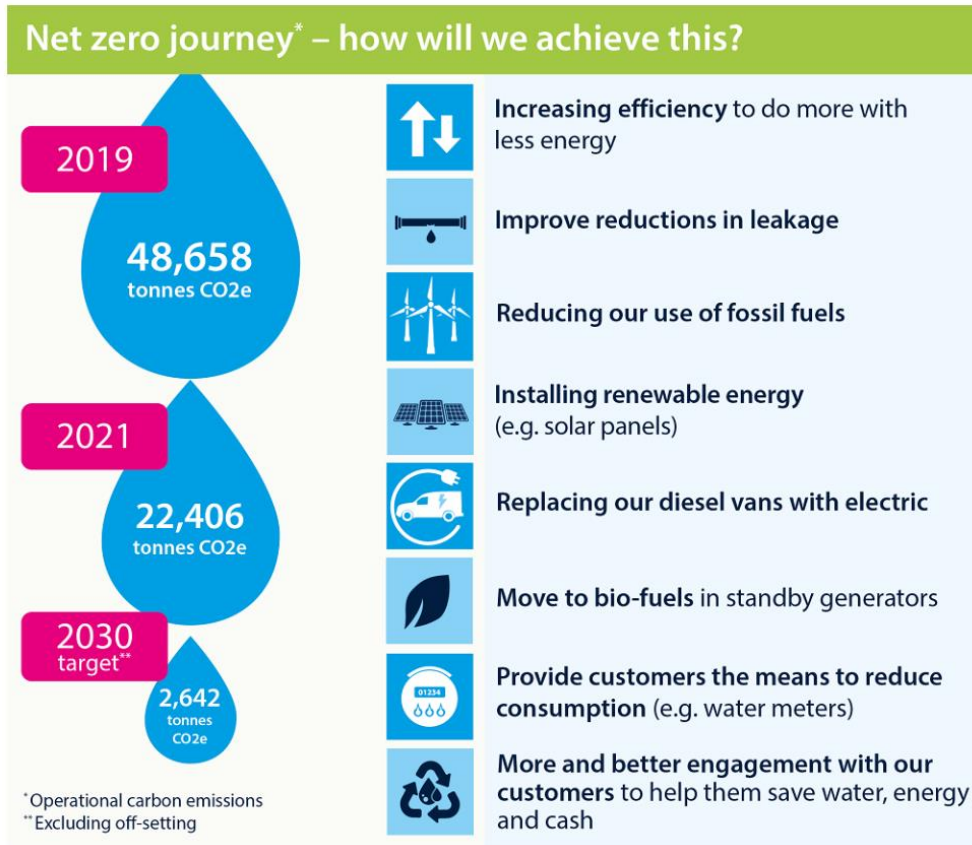 Net zero journey* – how will we achieve this?
2019
48,658
tonnes CO2e
2021
22,406
tonnes CO2e
2030
target**
2,642
tonnes
CO2e
*Operational carbon emissions
**Excluding off-setting
Increasing efficiency to do more with
less energy
Improve reductions in leakage
Reducing our use of fossil fuels
Installing renewable energy
(e.g. solar panels)
Replacing our diesel vans with electric
Move to bio-fuels in standby generators
01234
Provide customers the means to reduce
consumption (e.g. water meters)
More and better engagement with our
customers to help them save water, energy
and cash